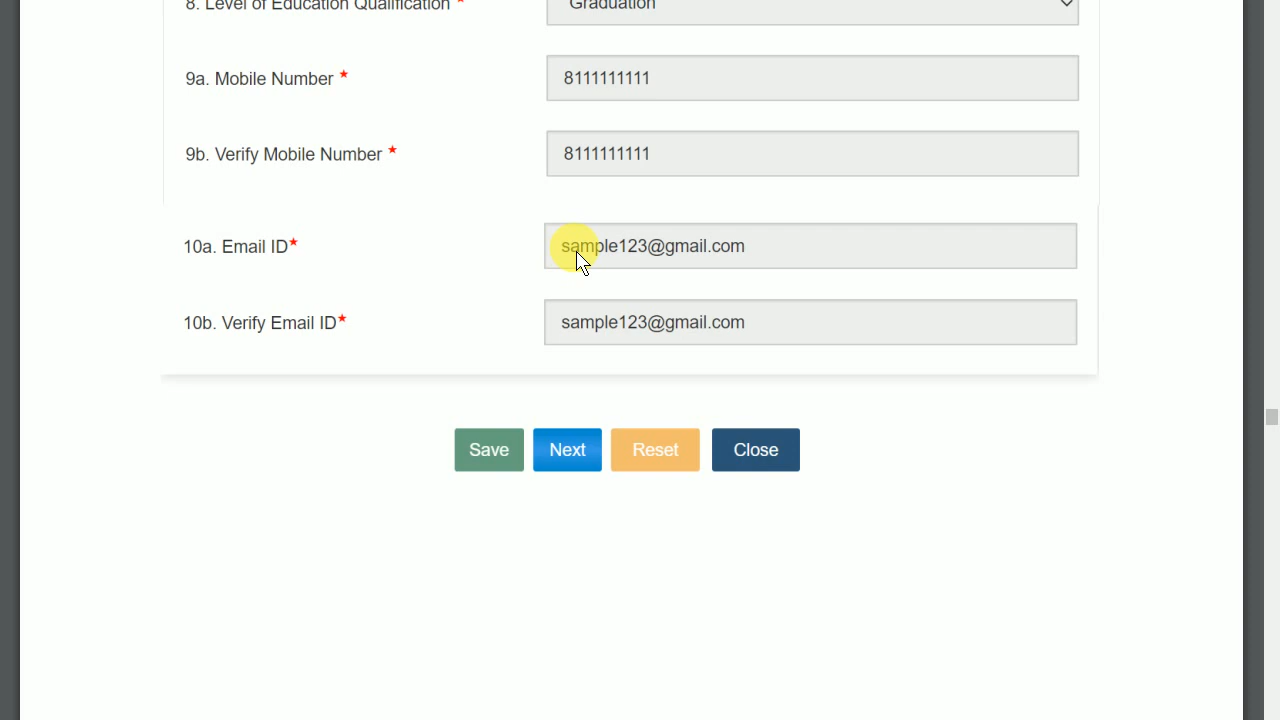 8. Level of Education Qualification *
Graduation
9a. Mobile Number *
8111111111
9b. Verify Mobile Number *
8111111111
10a. Email ID*
sample123@gmail.com
10b. Verify Email ID*
sample123@gmail.com
Save Next Reset Close